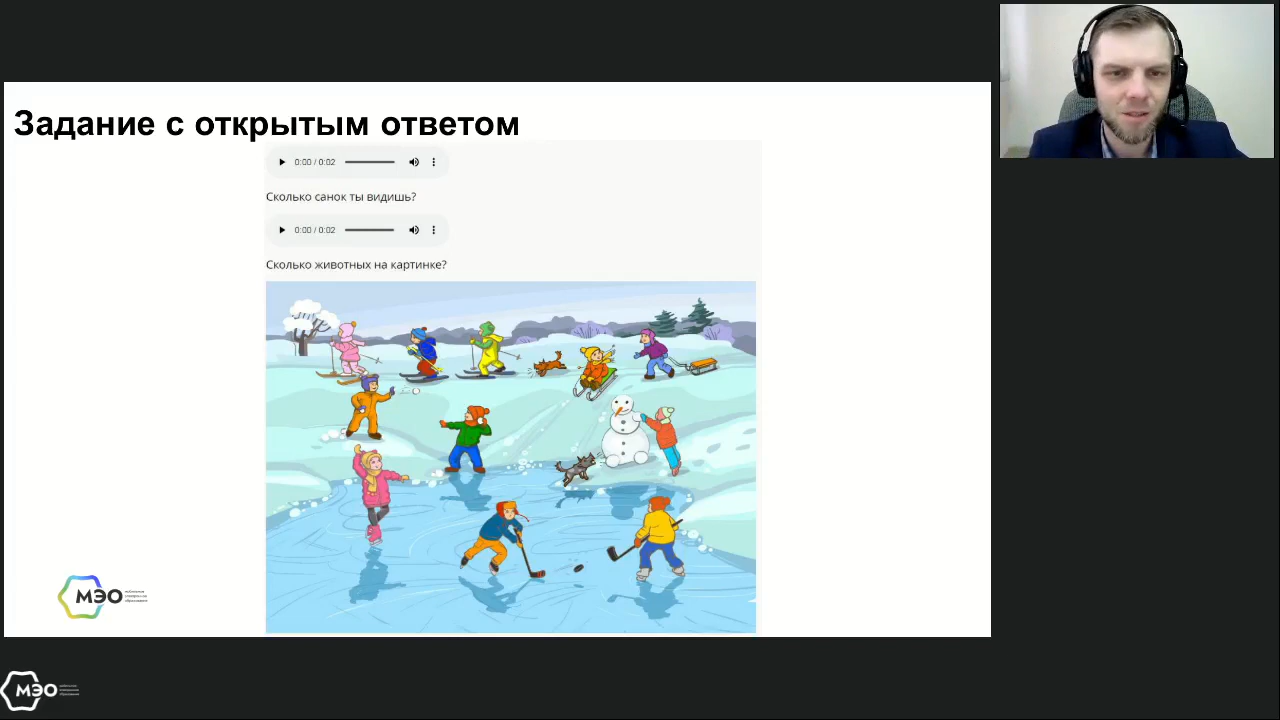 Задание с открытым ответом
0:00 / 0:02
Сколько санок ты видишь?
0:00 / 0:02
Сколько животных на картинке?
МЭО
МЭО